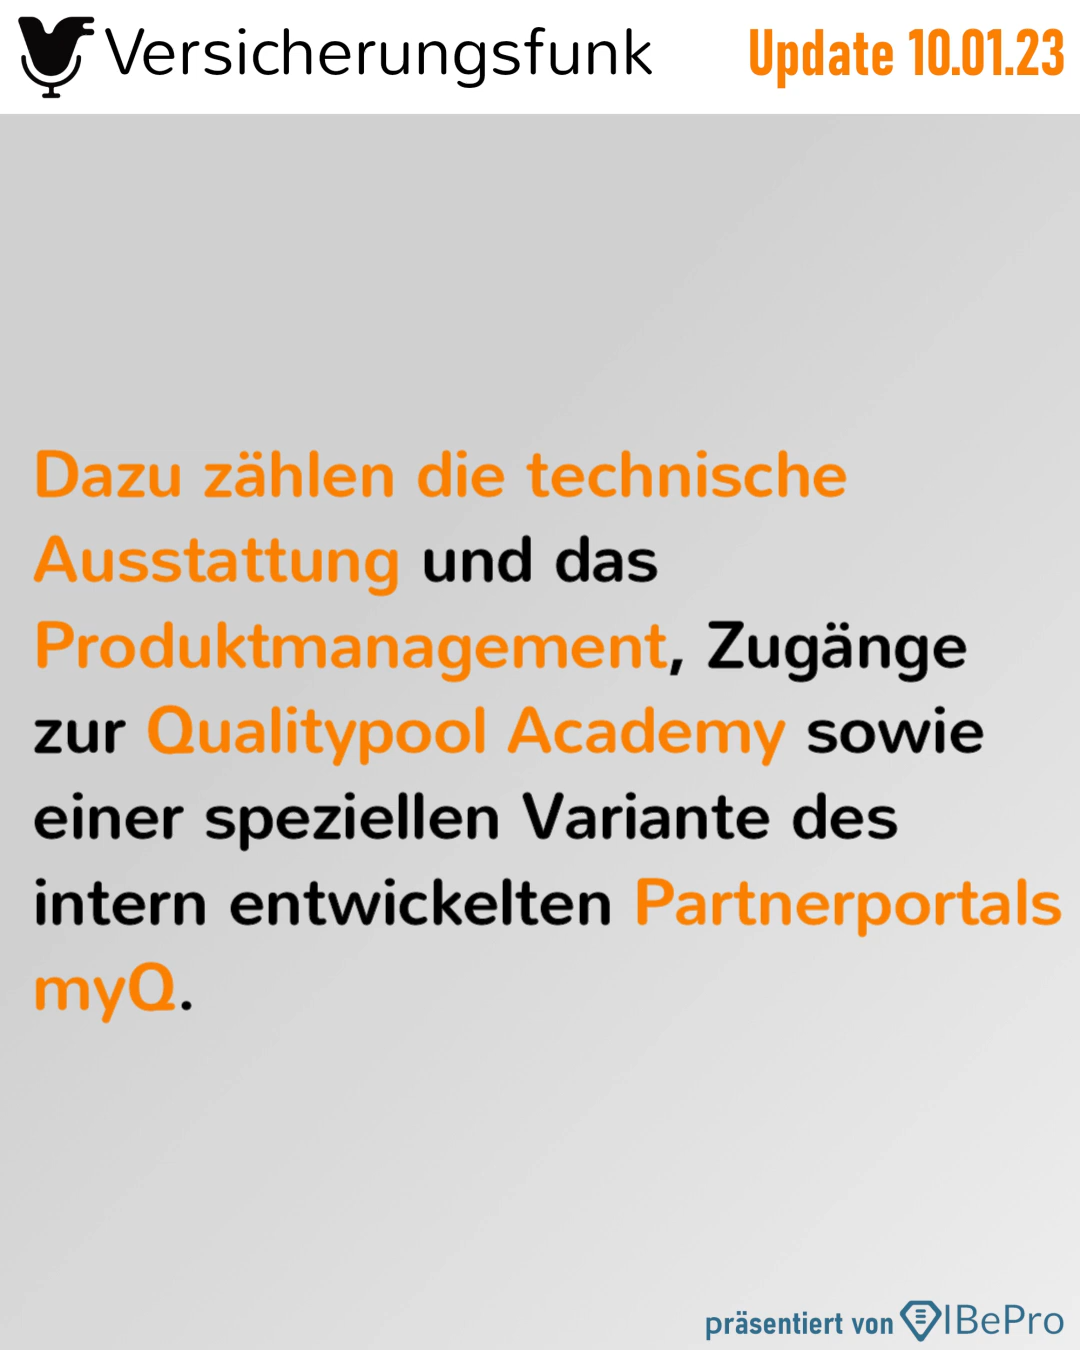 Versicherungsfunk
Update 10.01.23
Dazu zählen die technische
Ausstattung und das
Produktmanagement, Zugänge
zur Qualitypool Academy sowie
einer speziellen Variante des
intern entwickelten Partnerportals
myQ.
präsentiert von IBePro